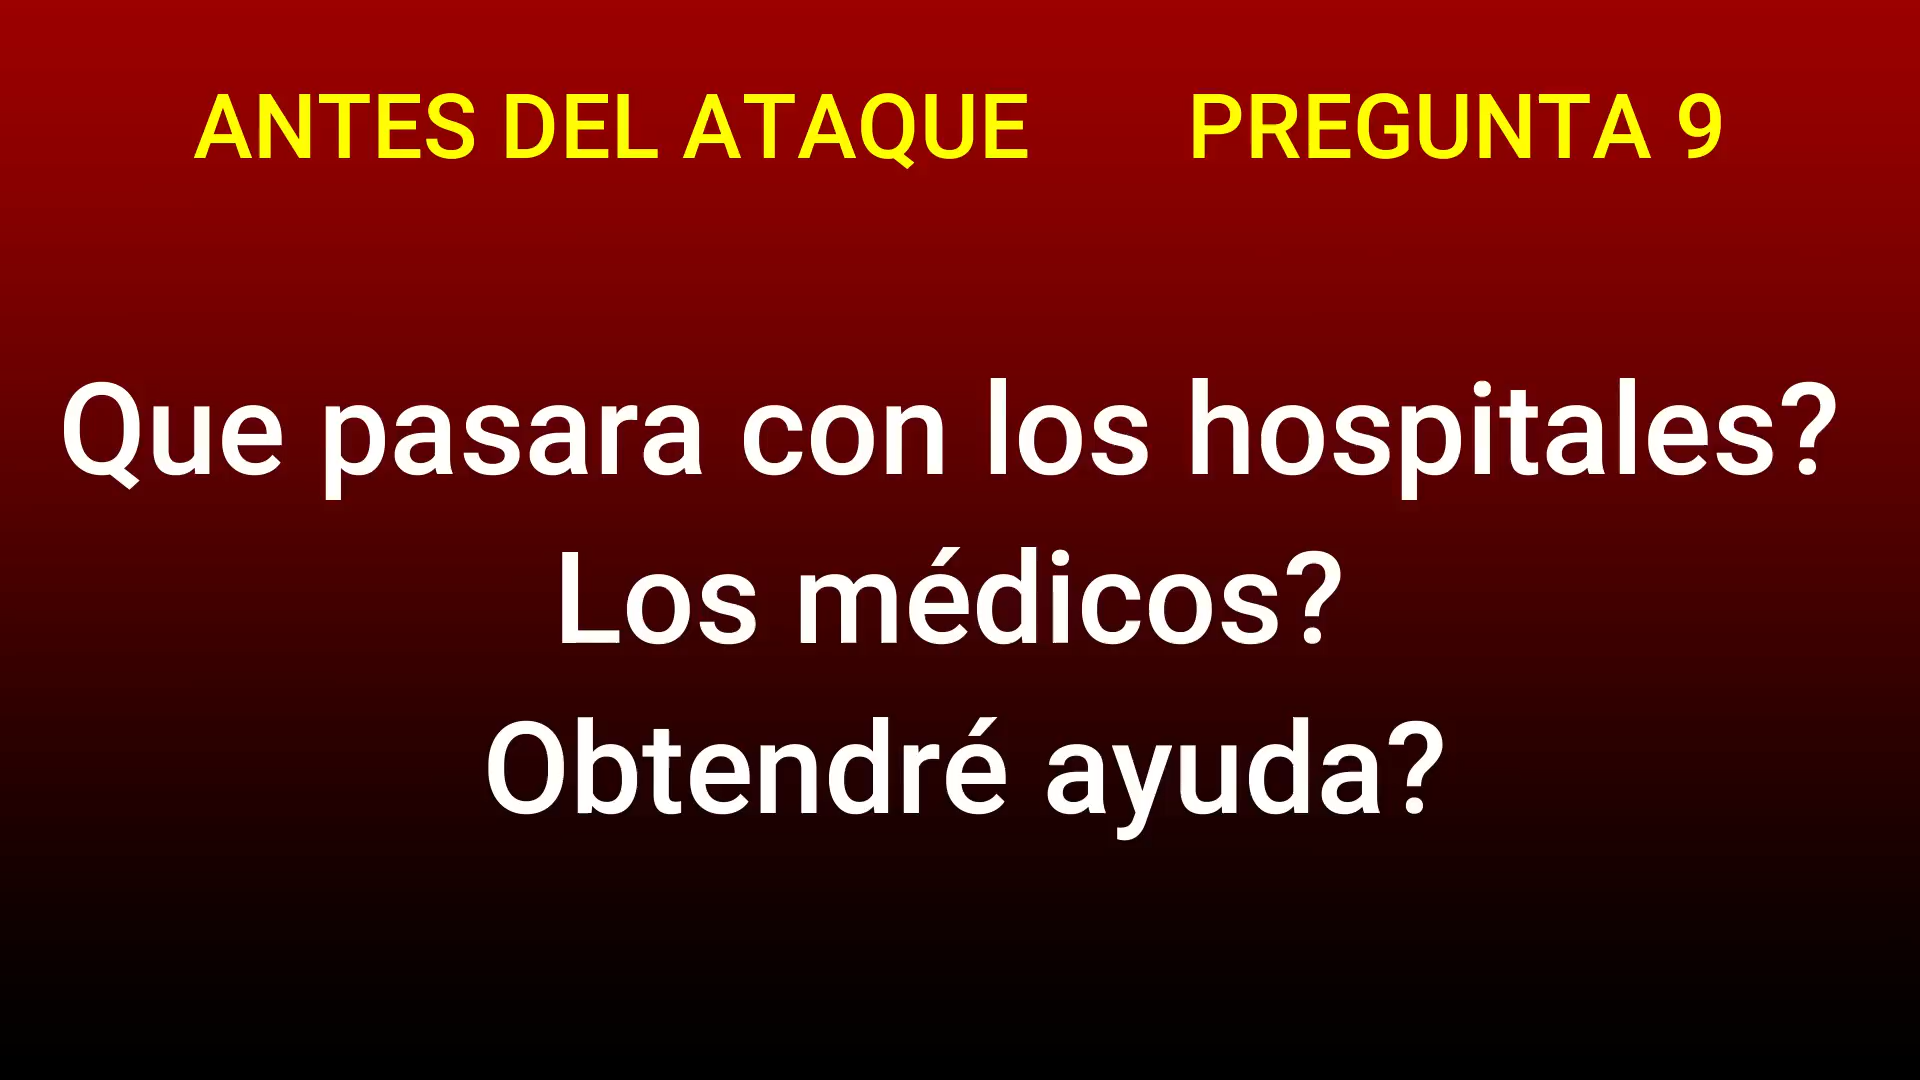 ANTES DEL ATAQUE PREGUNTA 9
Que pasara con los hospitales?
Los médicos?
Obtendré ayuda?